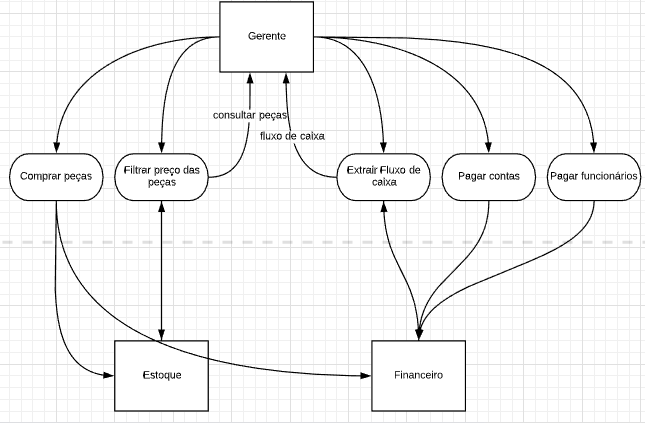 Gerente
consultar peças
fluxo de caixa
Comprar peças
Filtrar preço das
peças
Extrair Fluxo de
caixa
Pagar contas
Pagar funcionários
Estoque
Financeiro